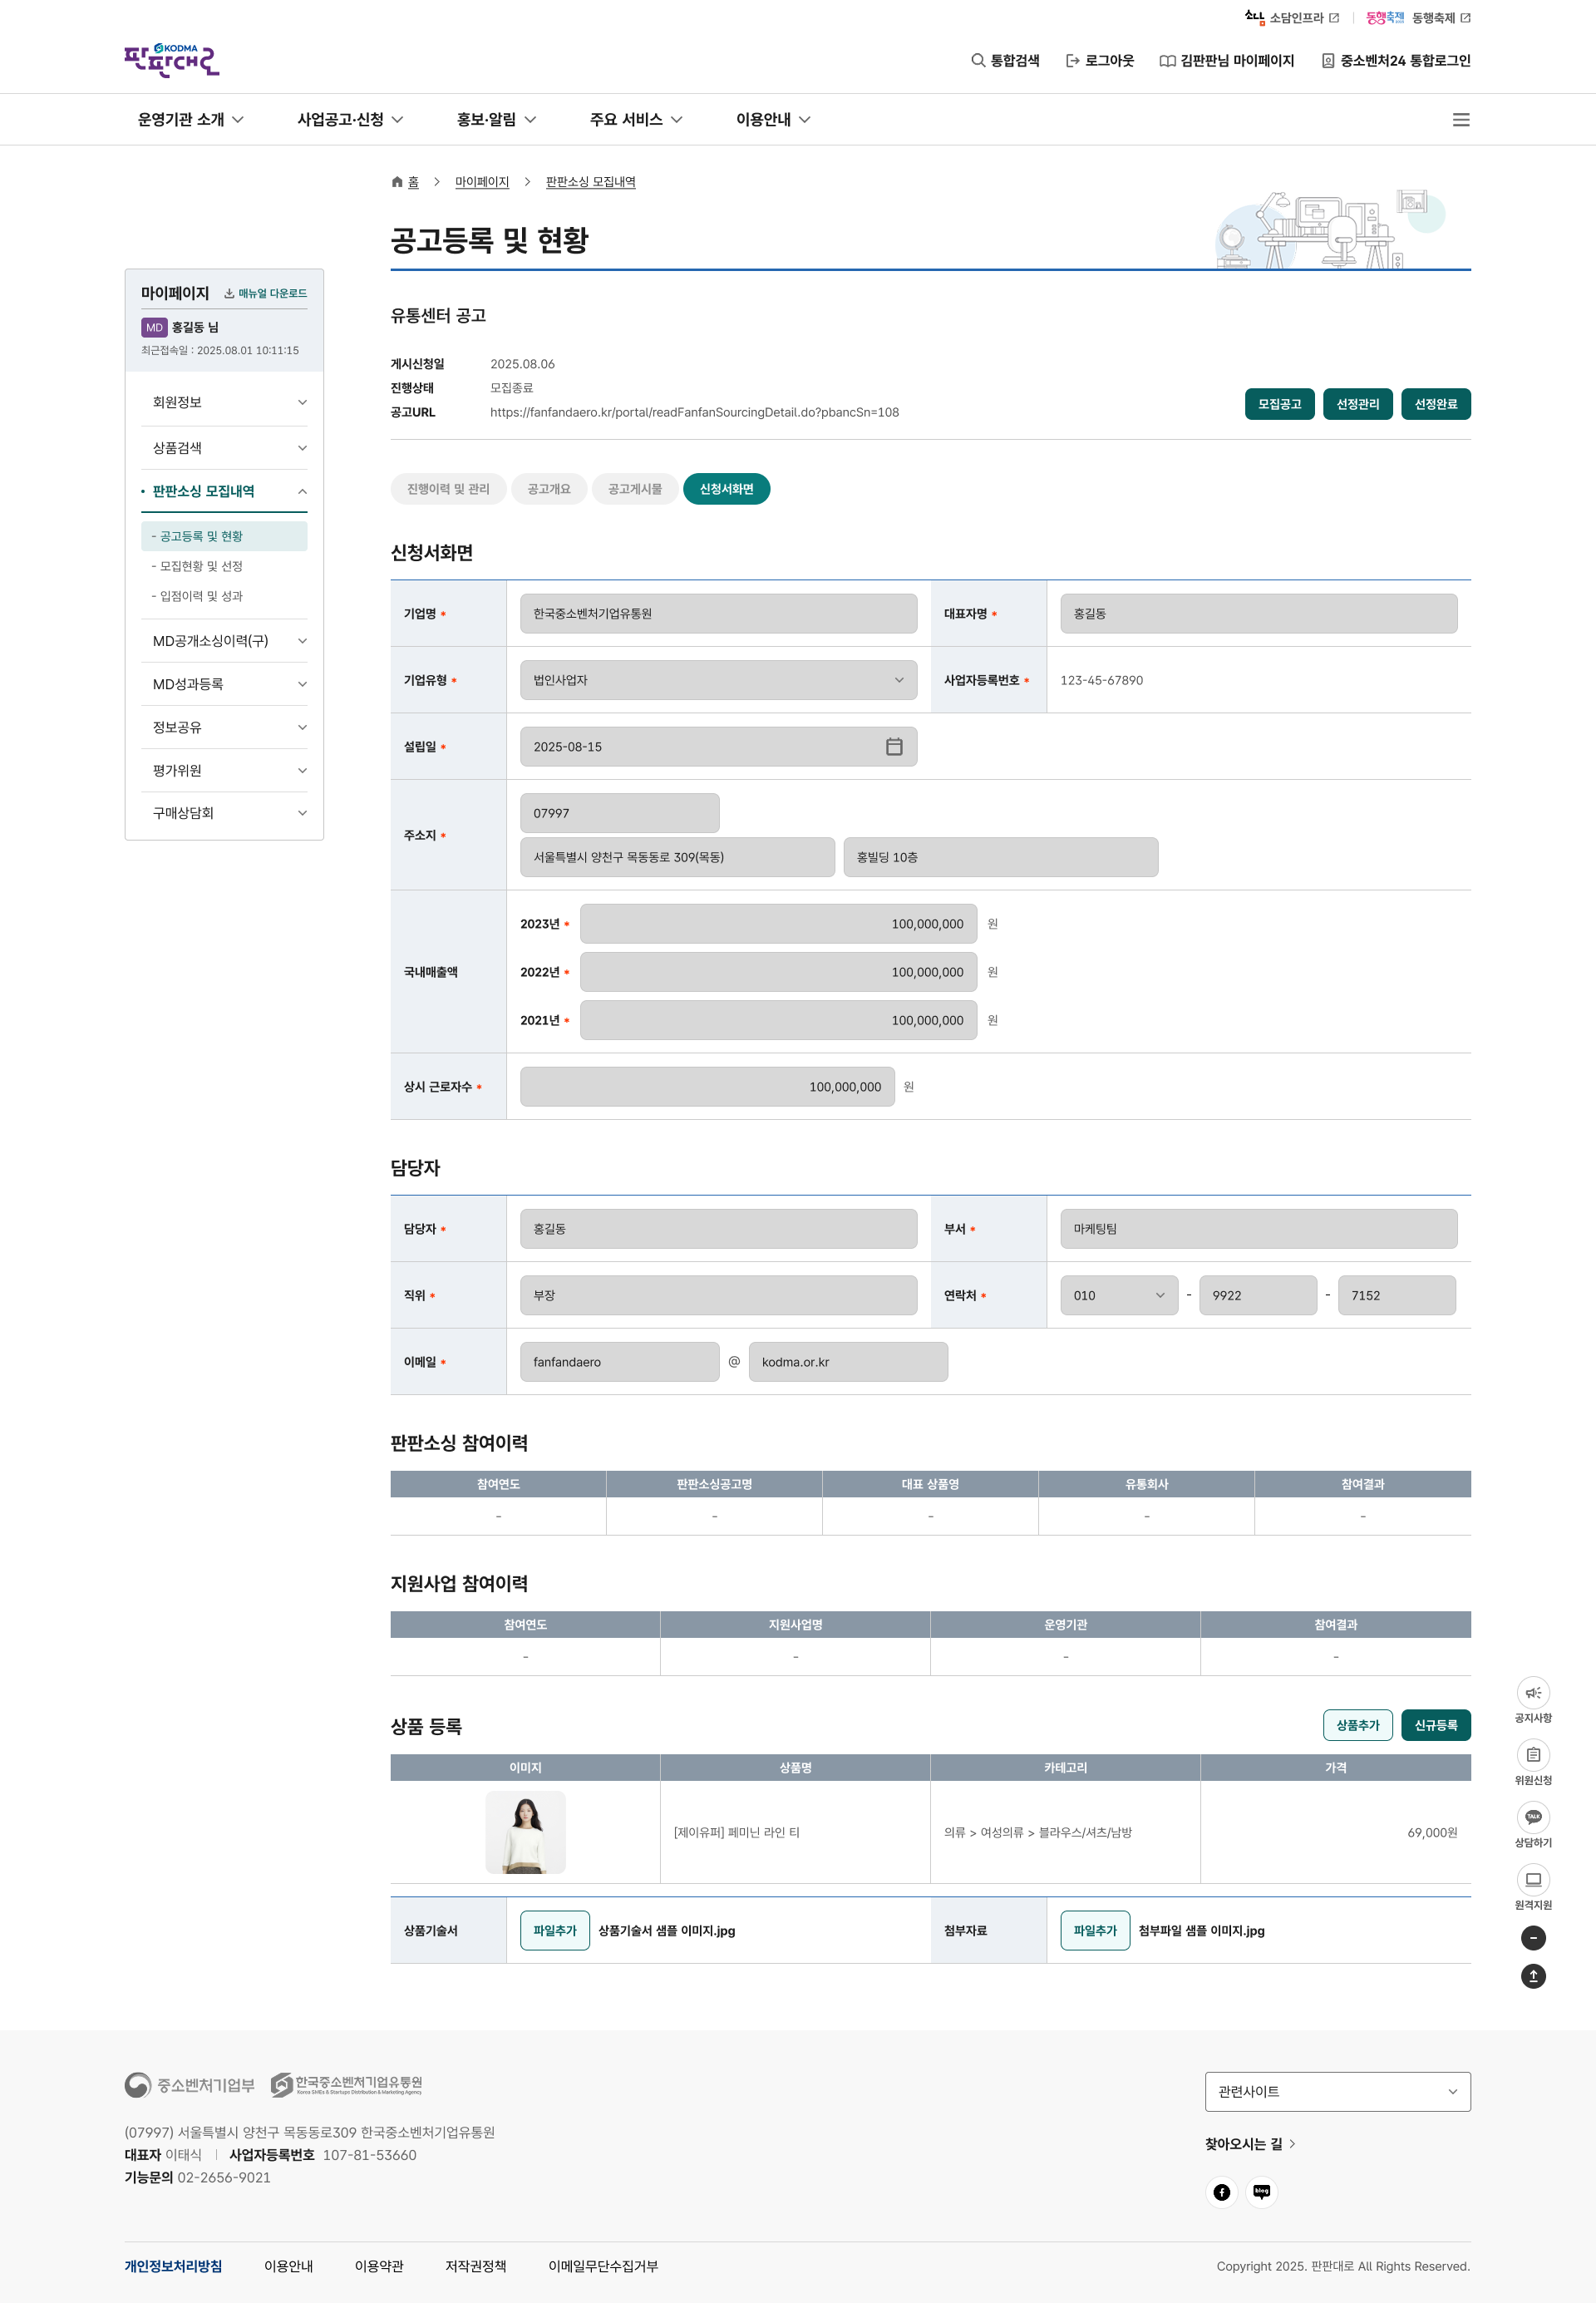 소담 소담인프라
동행축제 동행축제
KODMA
판판대로
통합검색
로그아웃
김판판님 마이페이지
중소벤처24 통합로그인
운영기관 소개
사업공고·신청
홍보·알림
주요 서비스
이용안내
홈
마이페이지
판판소싱 모집내역
공고등록 및 현황
마이페이지
매뉴얼 다운로드
MD 홍길동 님
최근접속일 : 2025.08.01 10:11:15
회원정보
상품검색
판판소싱 모집내역
- 공고등록 및 현황
- 모집현황 및 선정
- 입점이력 및 성과
MD공개소싱이력(구)
MD성과등록
정보공유
평가위원
구매상담회
유통센터 공고
게시신청일 2025.08.06
진행상태 모집종료
공고URL https://fanfandaero.kr/portal/readFanfanSourcingDetail.do?pbancSn=108
모집공고
선정관리
선정완료
진행이력 및 관리
공고개요
공고게시물
신청서화면
신청서화면
기업명 * 한국중소벤처기업유통원
대표자명 * 홍길동
기업유형 * 법인사업자
사업자등록번호 * 123-45-67890
설립일 * 2025-08-15
주소지 *
07997
서울특별시 양천구 목동동로 309(목동)
홍빌딩 10층
국내매출액
2023년 * 100,000,000 원
2022년 * 100,000,000 원
2021년 * 100,000,000 원
상시 근로자수 * 100,000,000 원
담당자
담당자 * 홍길동
부서 * 마케팅팀
직위 * 부장
연락처 * 010 - 9922 - 7152
이메일 * fanfandaero @ kodma.or.kr
판판소싱 참여이력
참여연도 판판소싱공고명 대표 상품명 유통회사 참여결과
- - - - -
지원사업 참여이력
참여연도 지원사업명 운영기관 참여결과
- - - -
상품 등록
상품추가
신규등록
이미지 상품명 카테고리 가격
[제이유퍼] 페미닌 라인 티
의류 > 여성의류 > 블라우스/셔츠/남방
69,000원
상품기술서 파일추가 상품기술서 샘플 이미지.jpg
첨부자료 파일추가 첨부파일 샘플 이미지.jpg
공지사항
위원신청
TALK
상담하기
원격지원
중소벤처기업부
한국중소벤처기업유통원
Korea SMEs & Startups Distribution & Marketing Agency
(07997) 서울특별시 양천구 목동동로309 한국중소벤처기업유통원
대표자 이태식 사업자등록번호 107-81-53660
기능문의 02-2656-9021
관련사이트
찾아오시는 길
blog
개인정보처리방침
이용안내
이용약관
저작권정책
이메일무단수집거부
Copyright 2025. 판판대로 All Rights Reserved.